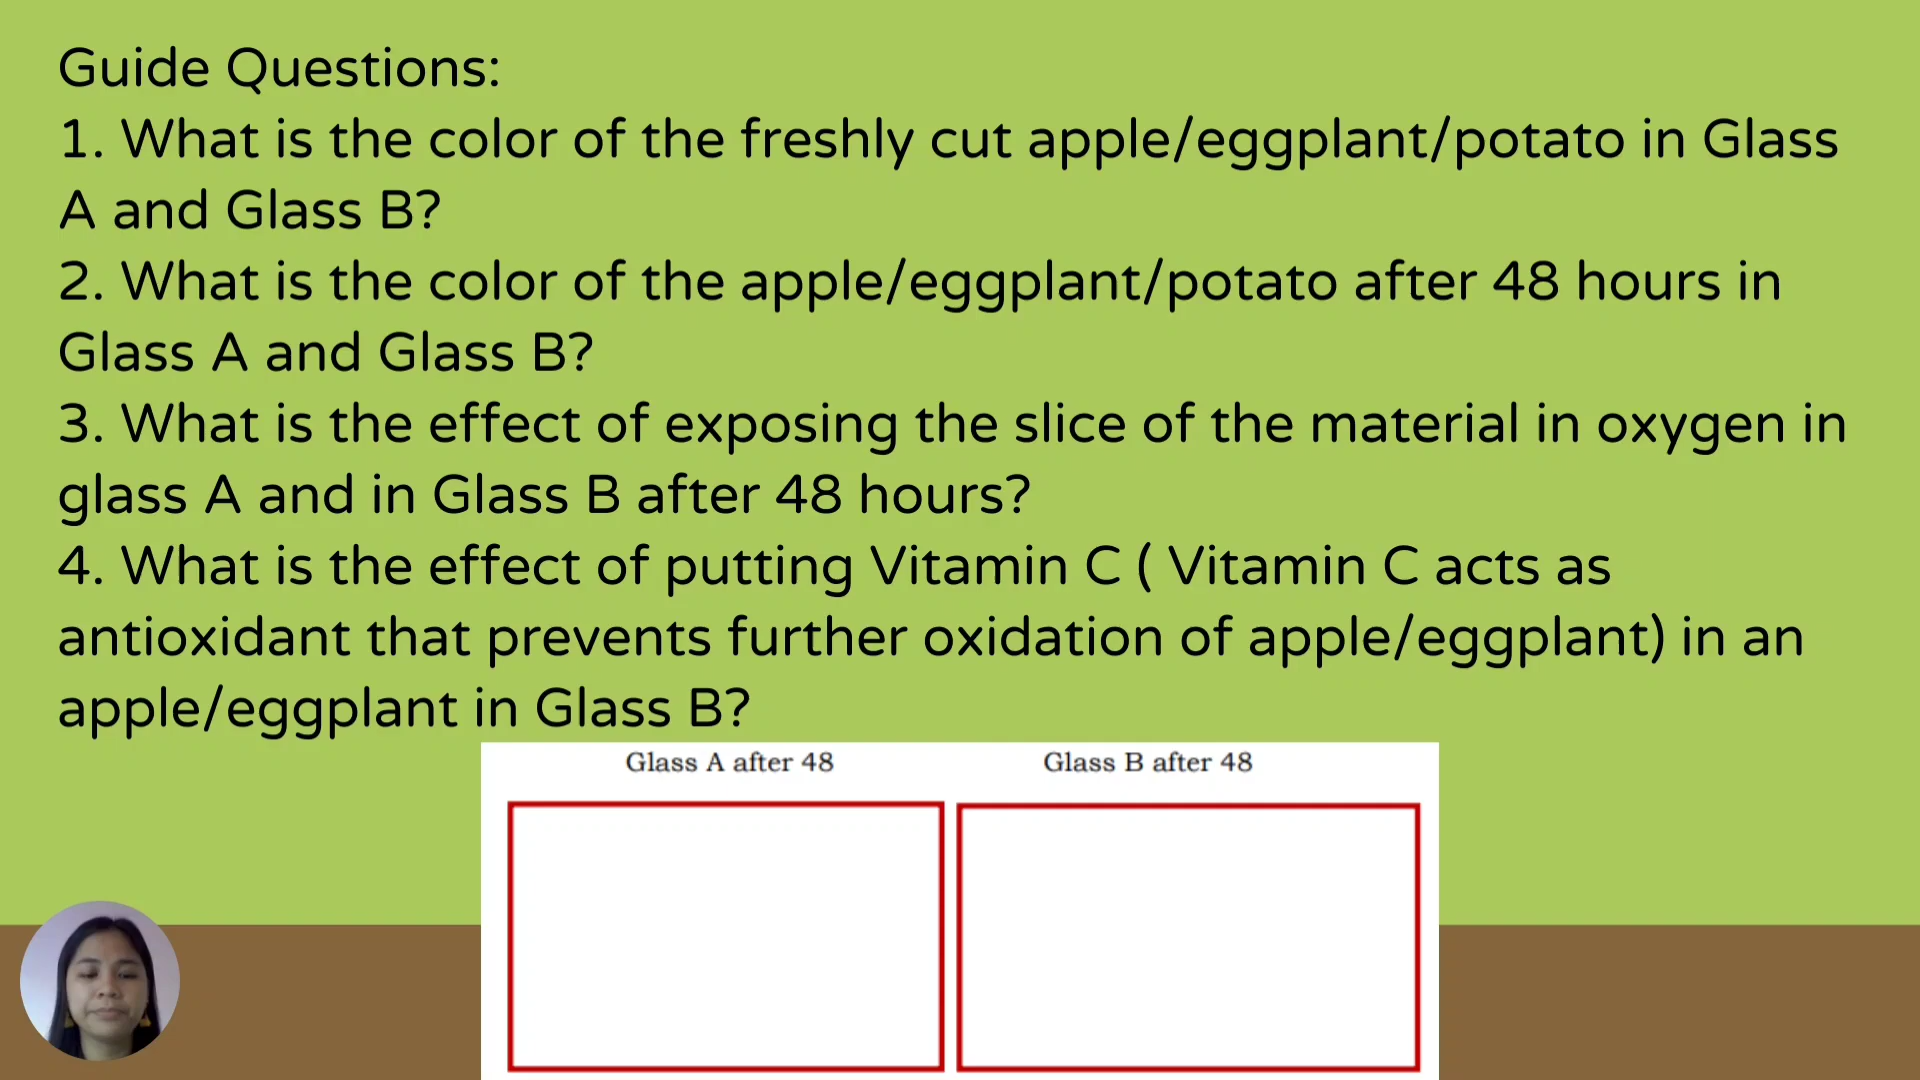 Guide Questions:
1. What is the color of the freshly cut apple/eggplant/potato in Glass
A and Glass B?
2. What is the color of the apple/eggplant/potato after 48 hours in
Glass A and Glass B?
3. What is the effect of exposing the slice of the material in oxygen in
glass A and in Glass B after 48 hours?
4. What is the effect of putting Vitamin C ( Vitamin C acts as
antioxidant that prevents further oxidation of apple/eggplant) in an
apple/eggplant in Glass B?
Glass A after 48
Glass B after 48